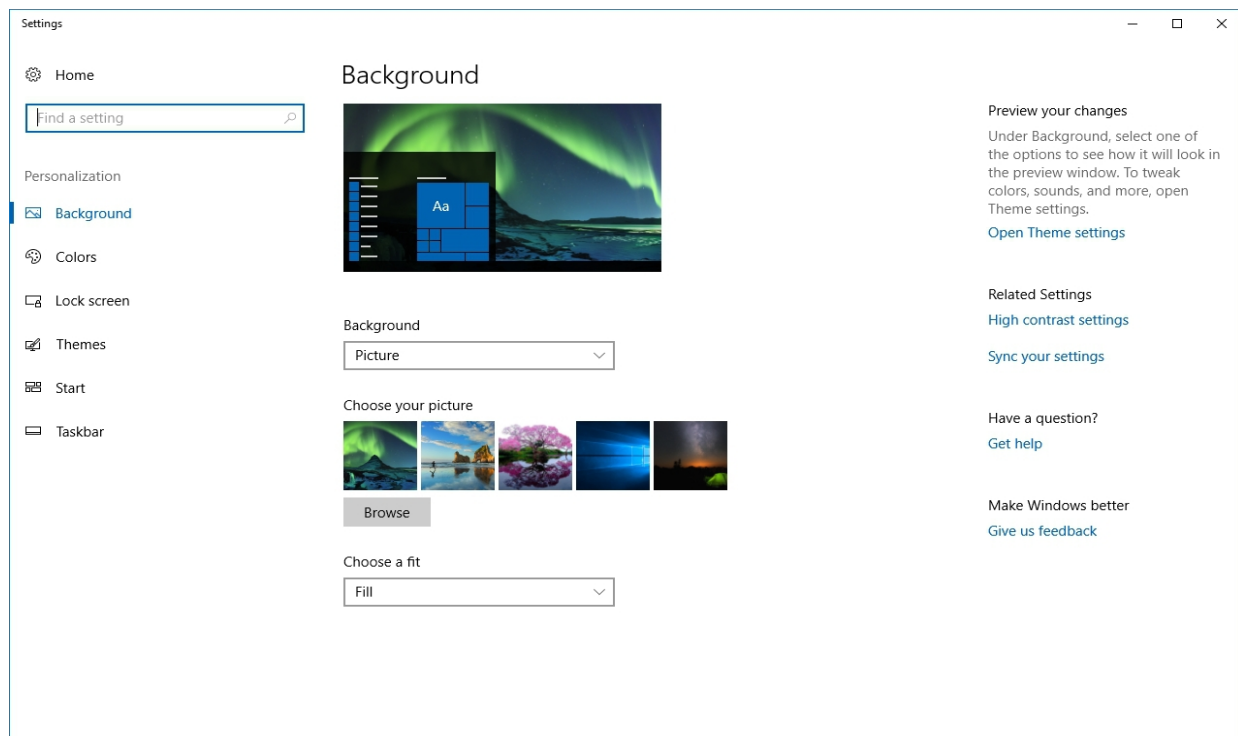 Settings
Home
Find a setting
Personalization
Background
Colors
Lock screen
Themes
Start
Taskbar
Background
Aa
Background
Picture
Choose your picture
Browse
Choose a fit
Fill
Preview your changes
Under Background, select one of
the options to see how it will look in
the preview window. To tweak
colors, sounds, and more, open
Theme settings.
Open Theme settings
Related Settings
High contrast settings
Sync your settings
Have a question?
Get help
Make Windows better
Give us feedback